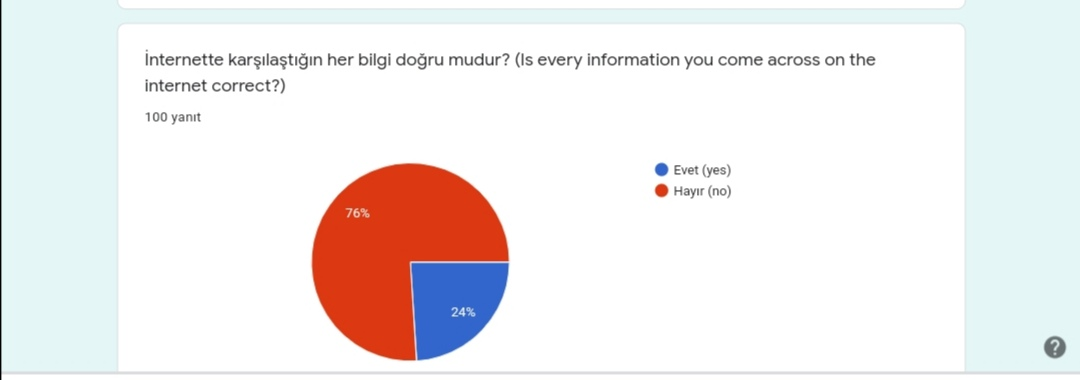 İnternette karşılaştığın her bilgi doğru mudur? (Is every information you come across on the
internet correct?)
100 yanıt
Evet (yes)
Hayır (no)
76%
24%
?